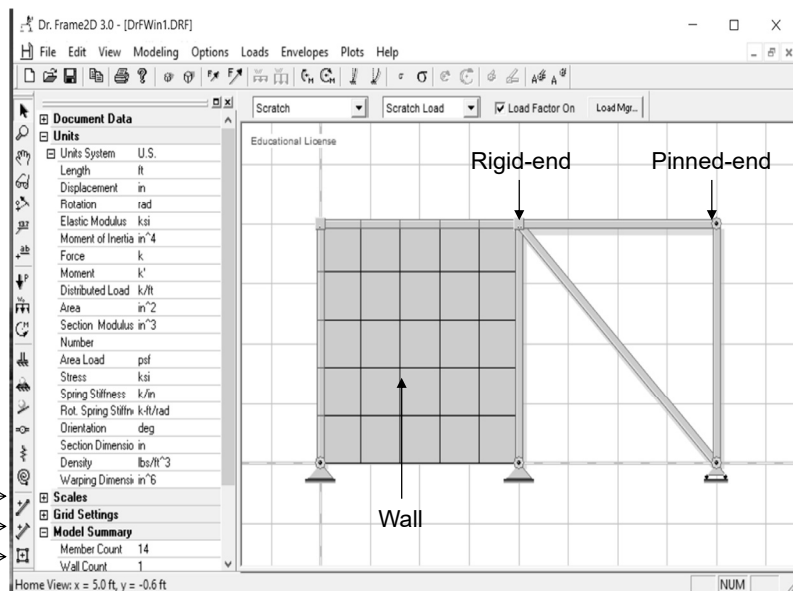 Dr. Frame2D 3.0 - [DrFWin1.DRF]
File Edit View Modeling Options Loads Envelopes Plots Help
Scratch Scratch Load Load Factor On Load Mgr...
Document Data
Units
Units System U.S.
Length ft
Displacement in
Rotation rad
Elastic Modulus ksi
Moment of Inertia in^4
Force k
Moment k'
Distributed Load k/ft
Area in^2
Section Modulus in^3
Number
Area Load psf
Stress ksi
Spring Stiffness k/in
Rot. Spring Stiffn k-ft/rad
Orientation deg
Section Dimensio in
Density lbs/ft^3
Warping Dimensi in^6
Scales
Grid Settings
Model Summary
Member Count 14
Wall Count 1
Educational License
Rigid-end Pinned-end
Wall
Home View: x = 5.0 ft, y = -0.6 ft NUM